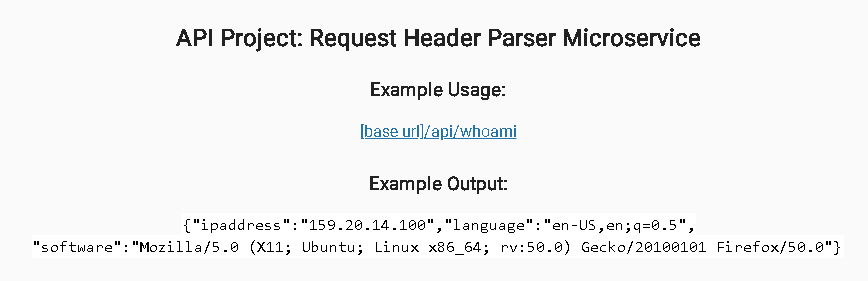 API Project: Request Header Parser Microservice
Example Usage:
[base url]/api/whoami
Example Output:
{"ipaddress":"159.20.14.100","language":"en-US,en;q=0.5",
"software":"Mozilla/5.0 (X11; Ubuntu; Linux x86_64; rv:50.0) Gecko/20100101 Firefox/50.0"}